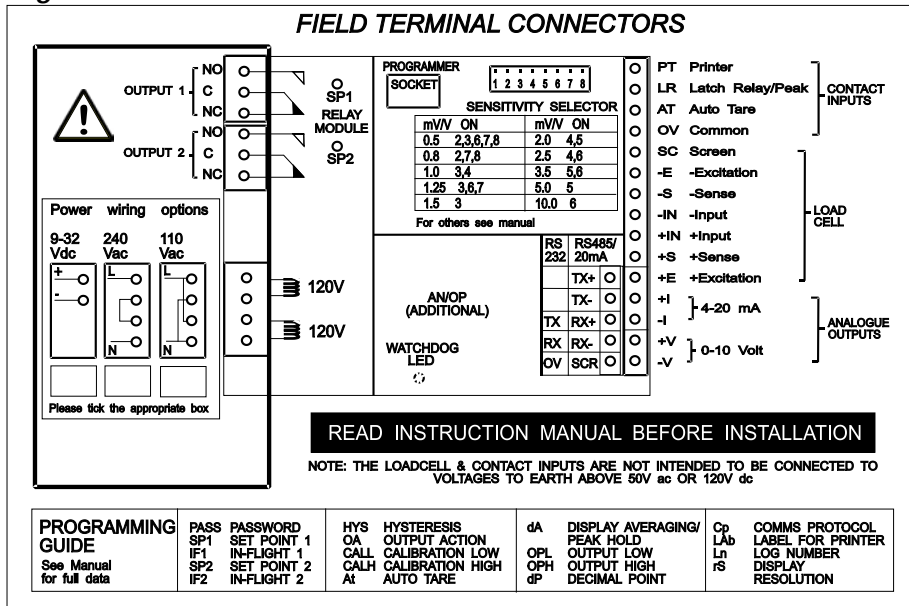 FIELD TERMINAL CONNECTORS
OUTPUT 1
NO
C
NC
OUTPUT 2
NO
C
NC
SP1
RELAY
MODULE
SP2
Power wiring options
9-32 Vdc
240 Vac
110 Vac
+
-
L
N
L
N
Please tick the appropriate box
120V
120V
PROGRAMMER
SOCKET
1 2 3 4 5 6 7 8
SENSITIVITY SELECTOR
mV/V ON mV/V ON
0.5 2,3,6,7,8 2.0 4,5
0.8 2,7,8 2.5 4,6
1.0 3,4 3.5 5,6
1.25 3,6,7 5.0 5
1.5 3 10.0 6
For others see manual
AN/OP
(ADDITIONAL)
WATCHDOG
LED
RS 232 RS485/ 20mA
TX+
TX-
TX RX+
RX RX-
OV SCR
PT Printer
LR Latch Relay/Peak
AT Auto Tare
OV Common
CONTACT
INPUTS
SC Screen
-E -Excitation
-S -Sense
-IN -Input
+IN +Input
+S +Sense
+E +Excitation
LOAD
CELL
+I
-I
4-20 mA
+V
-V
0-10 Volt
ANALOGUE
OUTPUTS
READ INSTRUCTION MANUAL BEFORE INSTALLATION
NOTE: THE LOADCELL & CONTACT INPUTS ARE NOT INTENDED TO BE CONNECTED TO
VOLTAGES TO EARTH ABOVE 50V ac OR 120V dc
PROGRAMMING
GUIDE
See Manual
for full data
PASS PASSWORD
SP1 SET POINT 1
IF1 IN-FLIGHT 1
SP2 SET POINT 2
IF2 IN-FLIGHT 2
HYS HYSTERESIS
OA OUTPUT ACTION
CALL CALIBRATION LOW
CALH CALIBRATION HIGH
At AUTO TARE
dA DISPLAY AVERAGING/
PEAK HOLD
OPL OUTPUT LOW
OPH OUTPUT HIGH
dP DECIMAL POINT
Cp COMMS PROTOCOL
LAb LABEL FOR PRINTER
Ln LOG NUMBER
rS DISPLAY
RESOLUTION